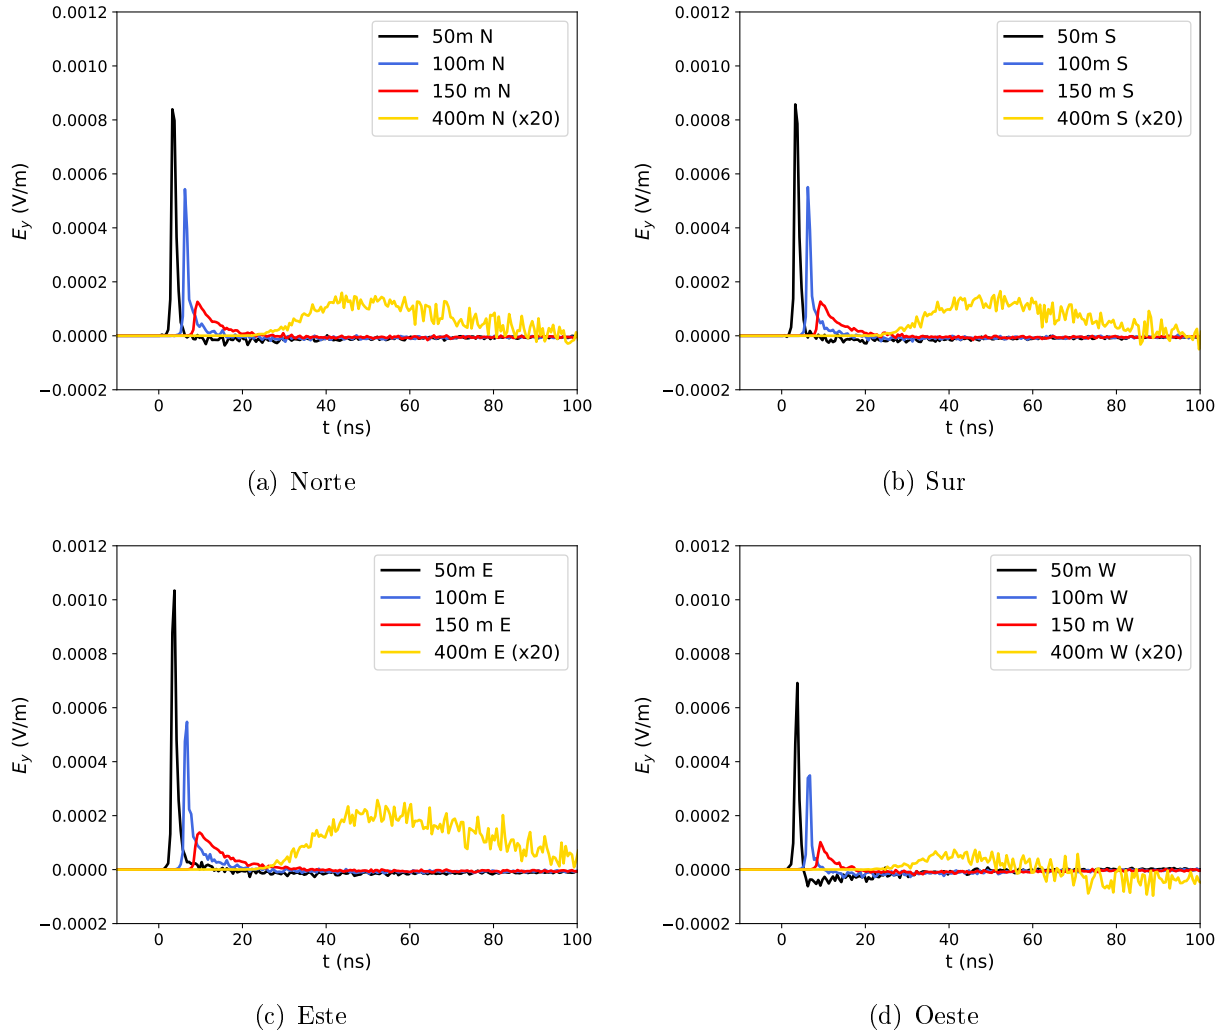 0.0012
0.0010
0.0008
0.0006
0.0004
0.0002
0.0000
−0.0002
E_y (V/m)
50m N
100m N
150 m N
400m N (x20)
0 20 40 60 80 100
t (ns)
(a) Norte
0.0012
0.0010
0.0008
0.0006
0.0004
0.0002
0.0000
−0.0002
E_y (V/m)
50m S
100m S
150 m S
400m S (x20)
0 20 40 60 80 100
t (ns)
(b) Sur
0.0012
0.0010
0.0008
0.0006
0.0004
0.0002
0.0000
−0.0002
E_y (V/m)
50m E
100m E
150 m E
400m E (x20)
0 20 40 60 80 100
t (ns)
(c) Este
0.0012
0.0010
0.0008
0.0006
0.0004
0.0002
0.0000
−0.0002
E_y (V/m)
50m W
100m W
150 m W
400m W (x20)
0 20 40 60 80 100
t (ns)
(d) Oeste